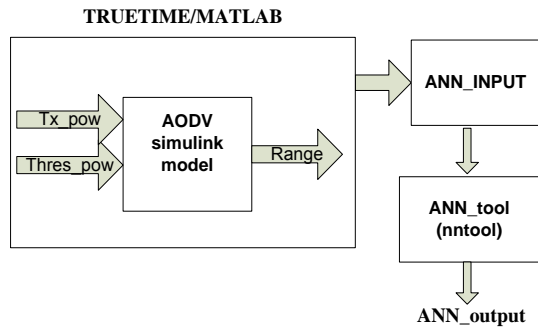 TRUETIME/MATLAB
Tx_pow
Thres_pow
AODV
simulink
model
Range
ANN_INPUT
ANN_tool
(nntool)
ANN_output